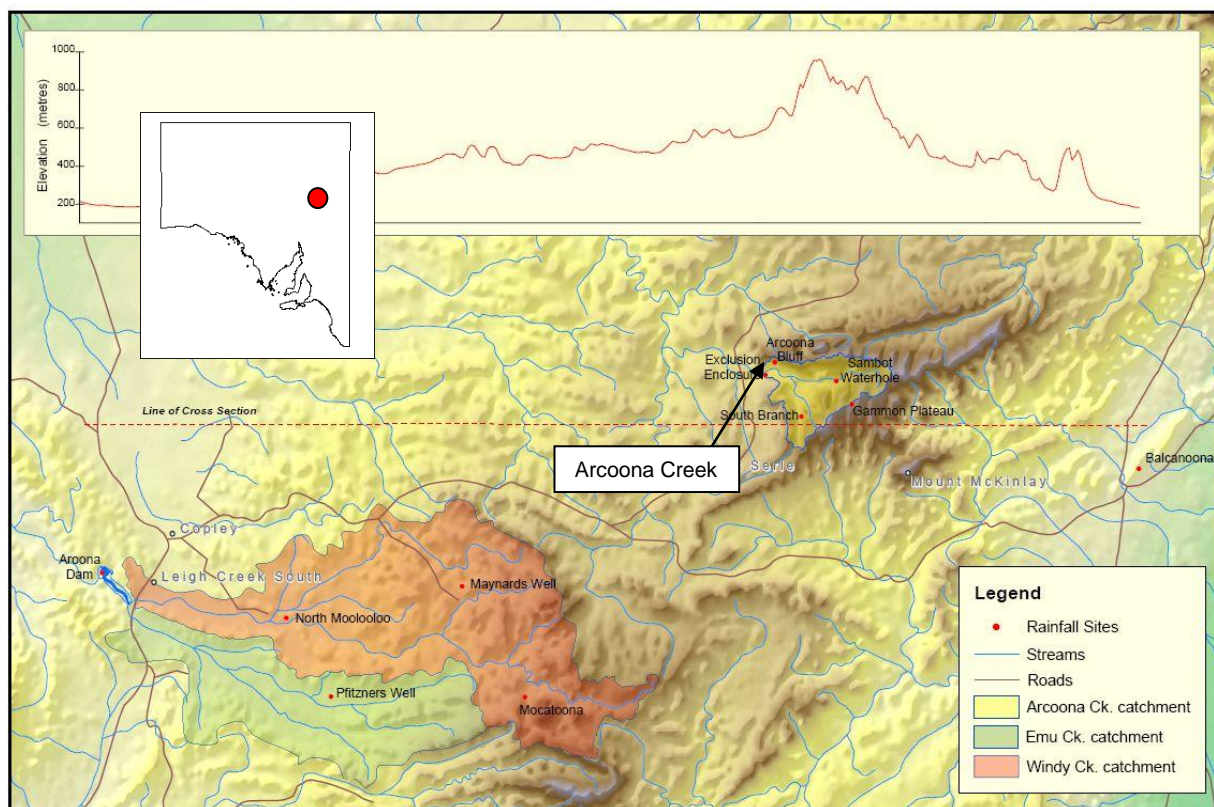 1000
800
600
400
200
Elevation (metres)
Arcoona
Bluff
Exclusion
Enclosure
Sambot
Waterhole
South Branch
Gammon Plateau
Line of Cross Section
Arcoona Creek
Serle
Mount McKinlay
Balcanoona
Copley
Aroona
Dam
Leigh Creek South
Maynards Well
North Moolooloo
Pfitzners Well
Mocatoona
Legend
Rainfall Sites
Streams
Roads
Arcoona Ck. catchment
Emu Ck. catchment
Windy Ck. catchment